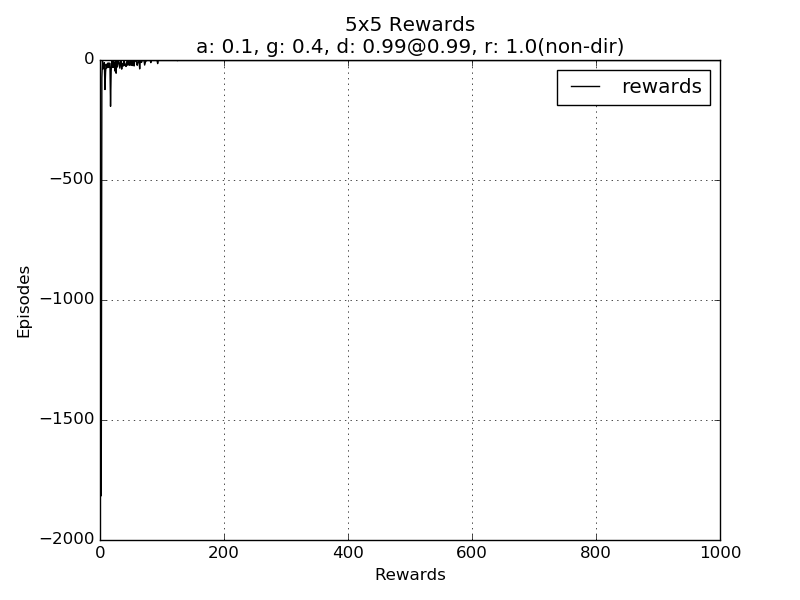 5x5 Rewards
a: 0.1, g: 0.4, d: 0.99@0.99, r: 1.0(non-dir)
rewards
0
−500
−1000
−1500
−2000
Episodes
0 200 400 600 800 1000
Rewards